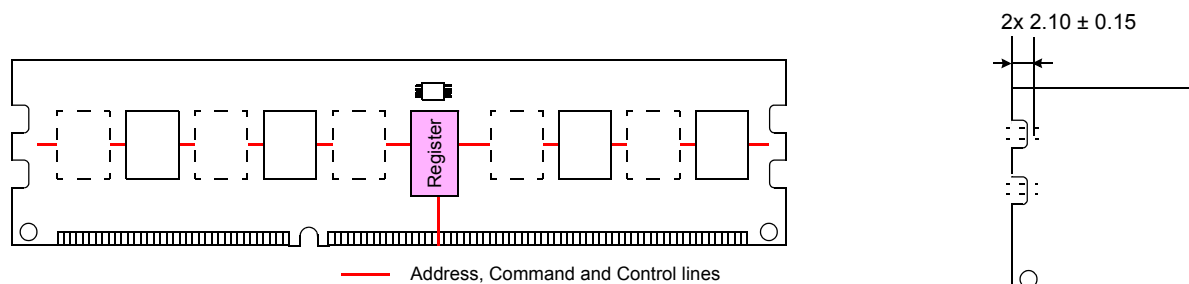 2x 2.10 ± 0.15
Register
Address, Command and Control lines